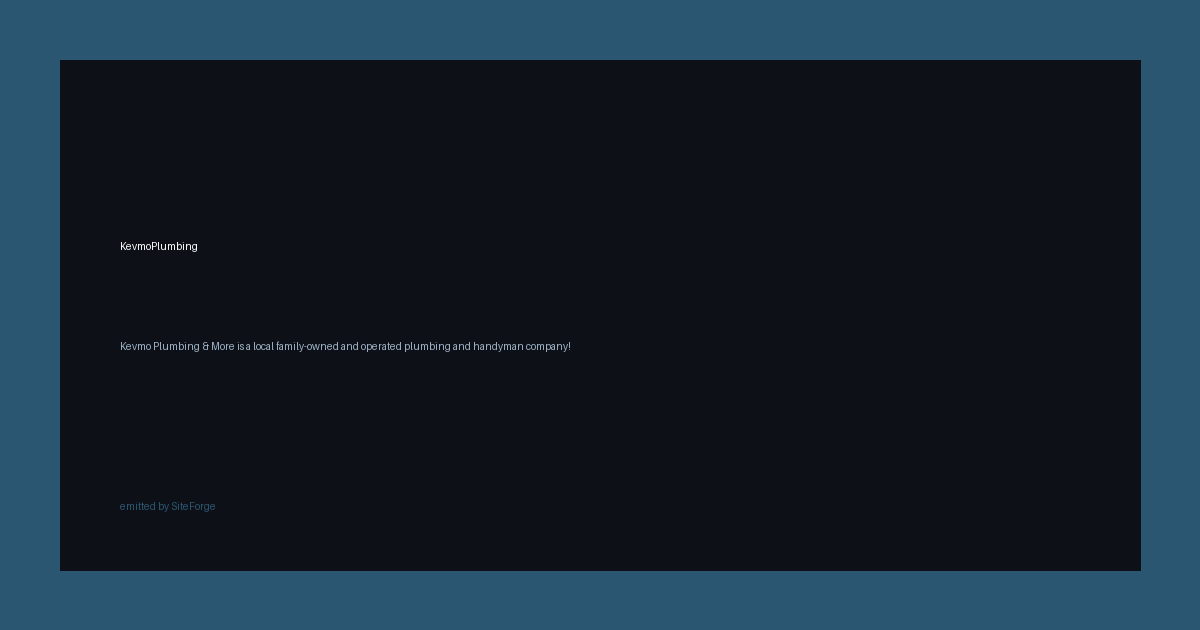 KevmoPlumbing
Kevmo Plumbing & More is a local family-owned and operated plumbing and handyman company!
emitted by SiteForge